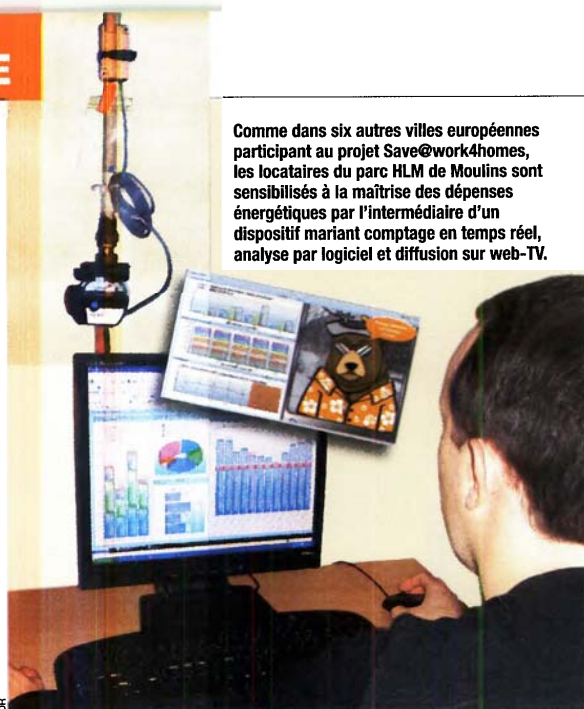 E
Comme dans six autres villes européennes
participant au projet Save@work4homes,
les locataires du parc HLM de Moulins sont
sensibilisés à la maîtrise des dépenses
énergétiques par l'intermédiaire d'un
dispositif mariant comptage en temps réel,
analyse par logiciel et diffusion sur web-TV.